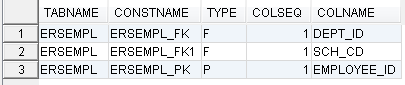 TABNAME CONSTNAME TYPE COLSEQ COLNAME
1 ERSEMPL ERSEMPL_FK F 1 DEPT_ID
2 ERSEMPL ERSEMPL_FK1 F 1 SCH_CD
3 ERSEMPL ERSEMPL_PK P 1 EMPLOYEE_ID